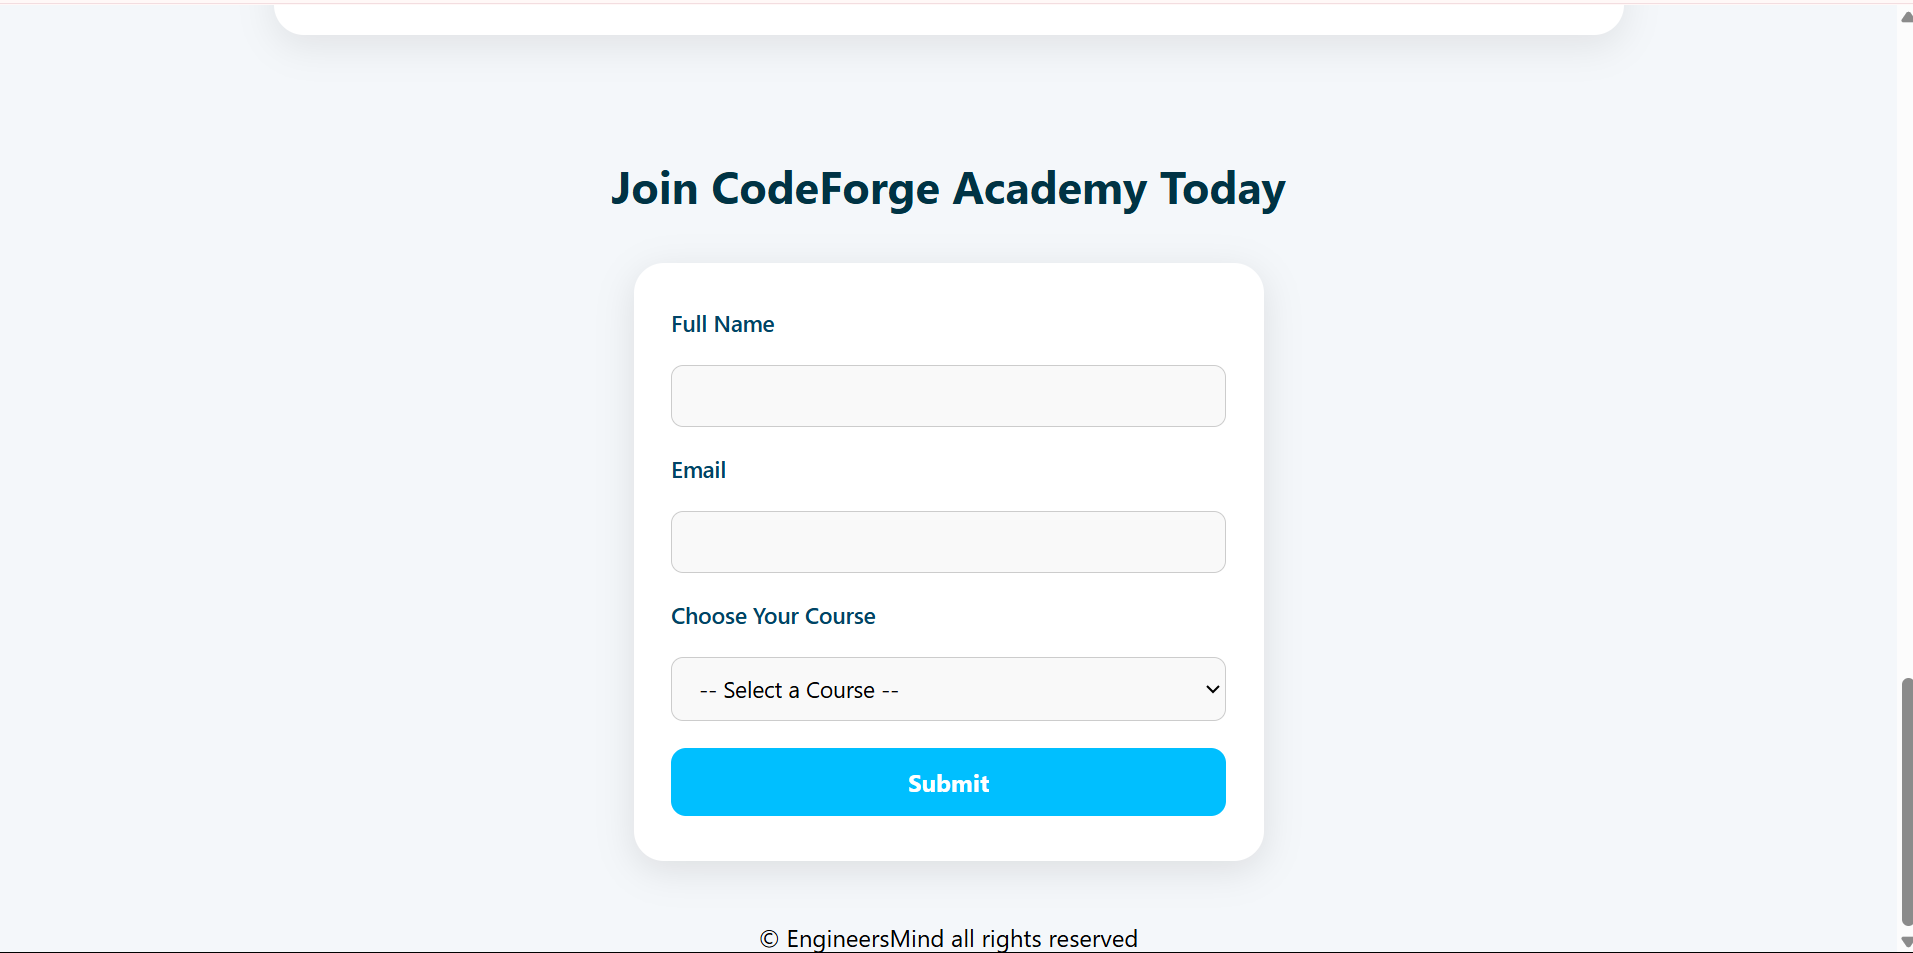 Join CodeForge Academy Today
Full Name
Email
Choose Your Course
-- Select a Course --
Submit
© EngineersMind all rights reserved